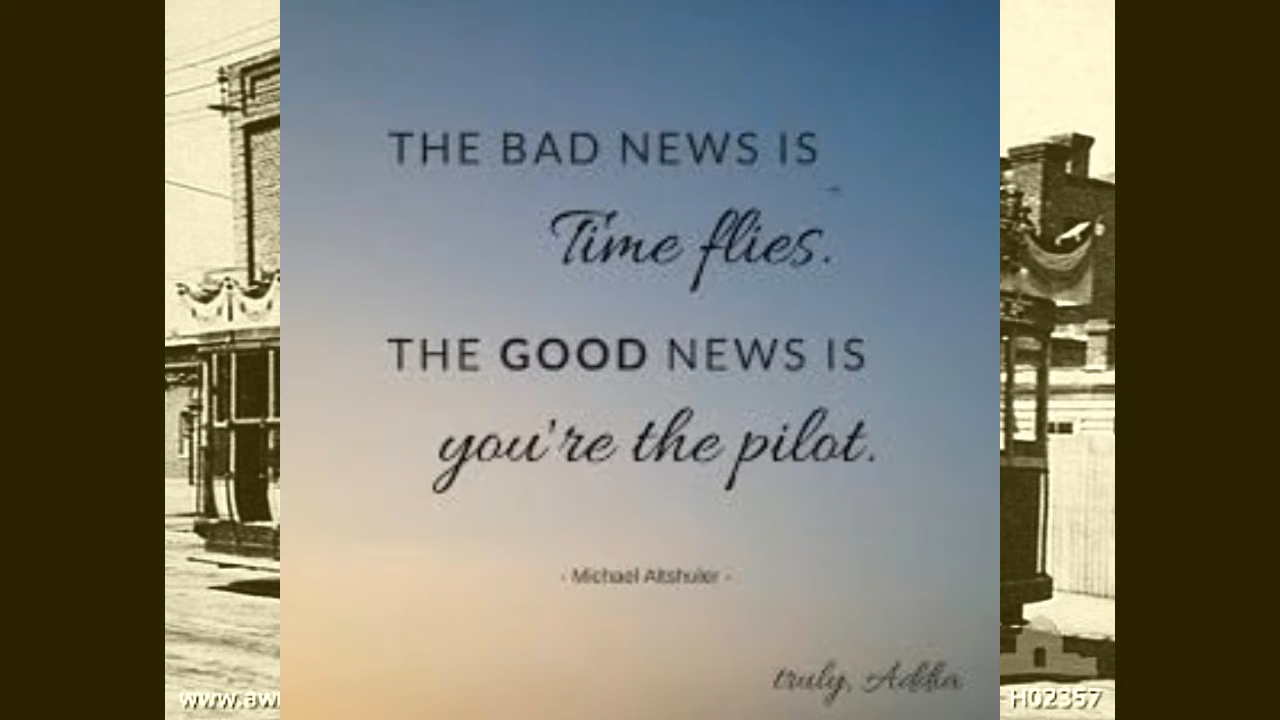 THE BAD NEWS IS
Time flies.
THE GOOD NEWS IS
you're the pilot.
- Michael Altshuler -
truly, Adda
www.aw
H02357